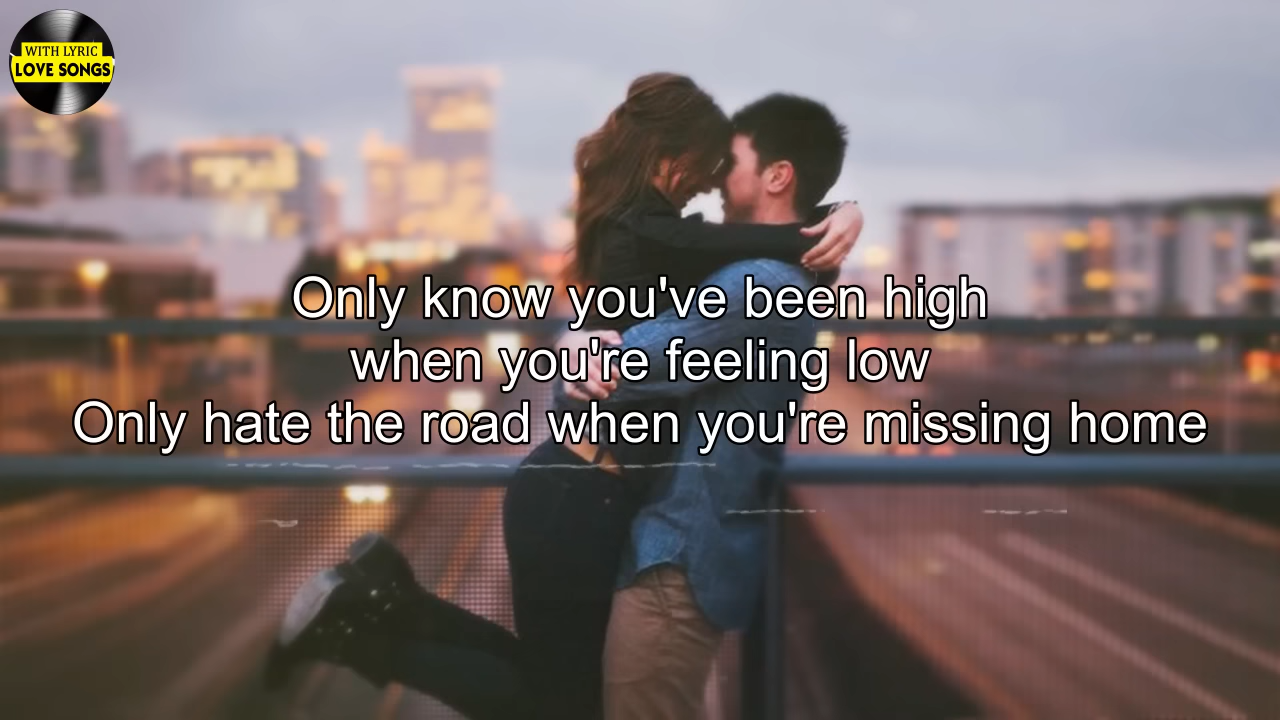 WITH LYRIC
LOVE SONGS
Only know you've been high
when you're feeling low
Only hate the road when you're missing home